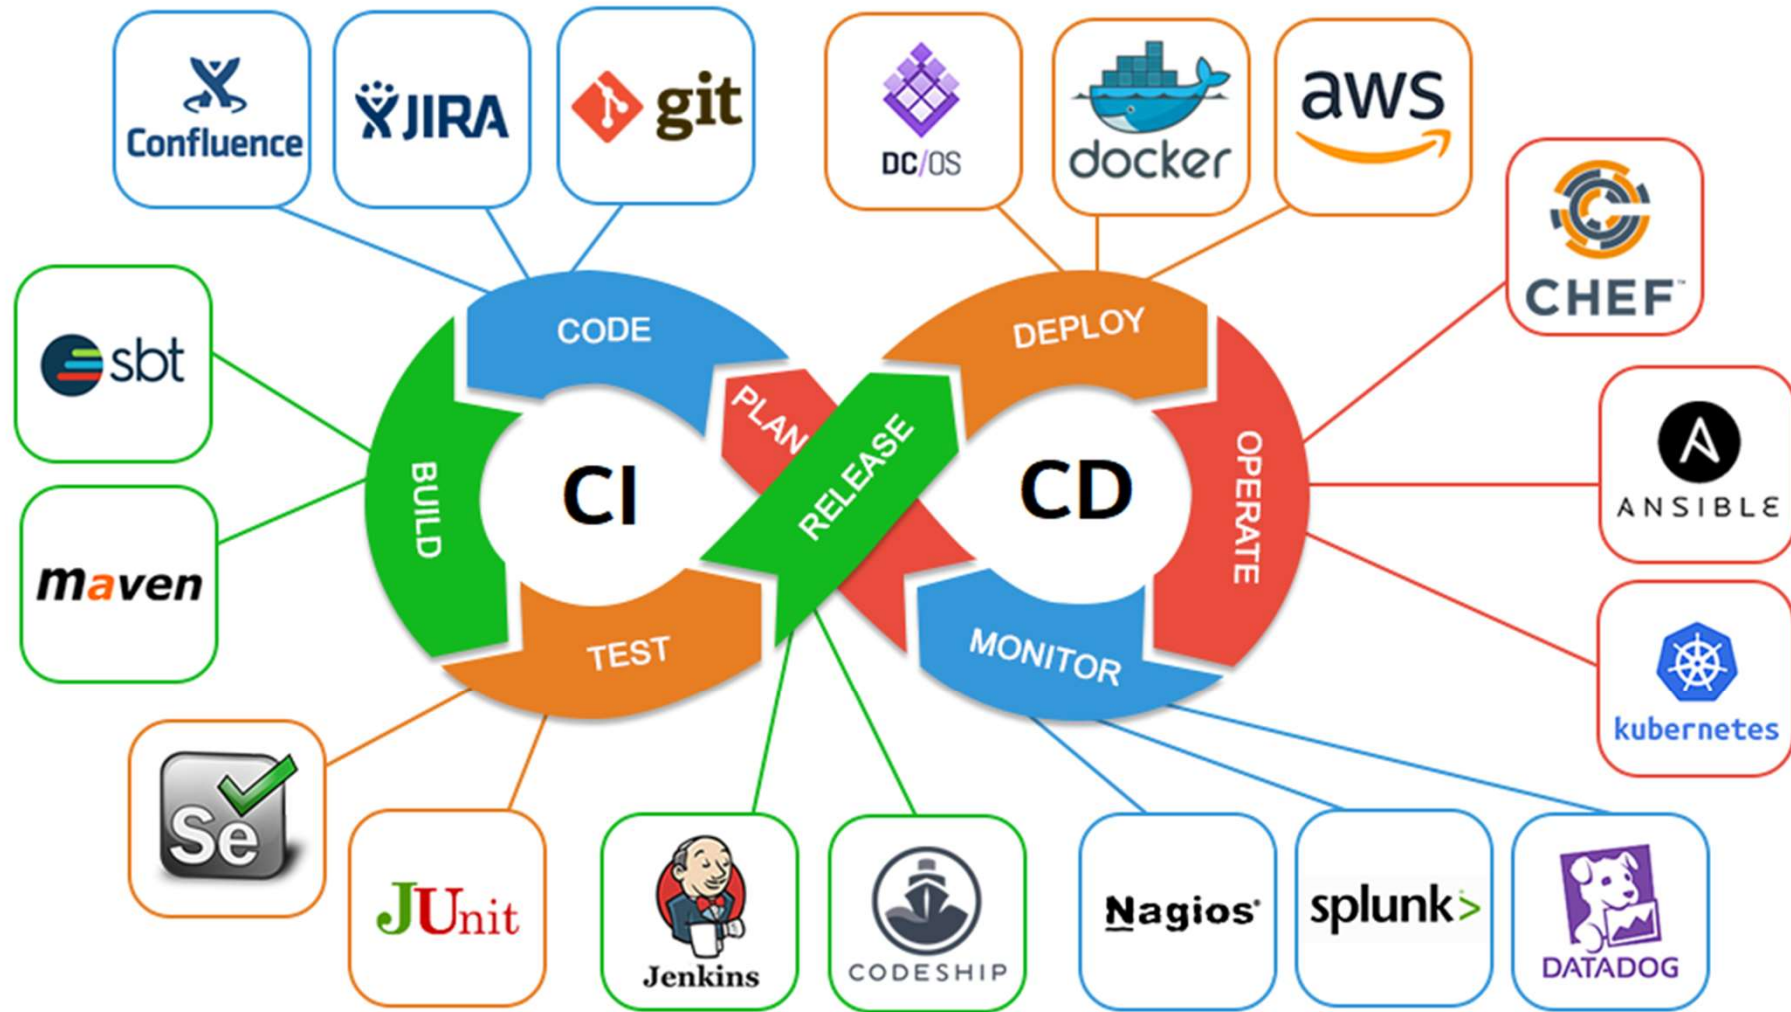 Confluence
JIRA
git
DC/OS
docker
aws
CHEF™
sbt
CODE
DEPLOY
PLAN
RELEASE
BUILD
CI
CD
OPERATE
ANSIBLE
maven
TEST
MONITOR
kubernetes
Se
JUnit
Jenkins
CODESHIP
Nagios®
splunk>
DATADOG